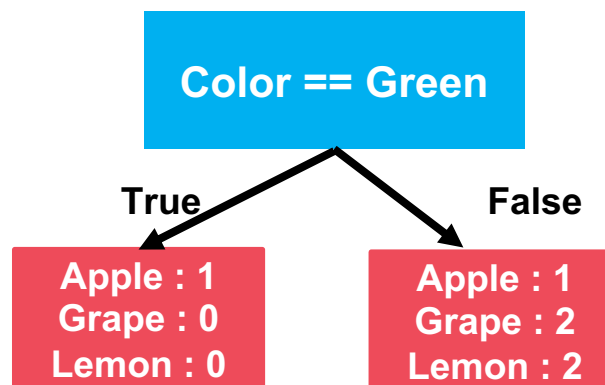 Color == Green
True
False
Apple : 1
Grape : 0
Lemon : 0
Apple : 1
Grape : 2
Lemon : 2